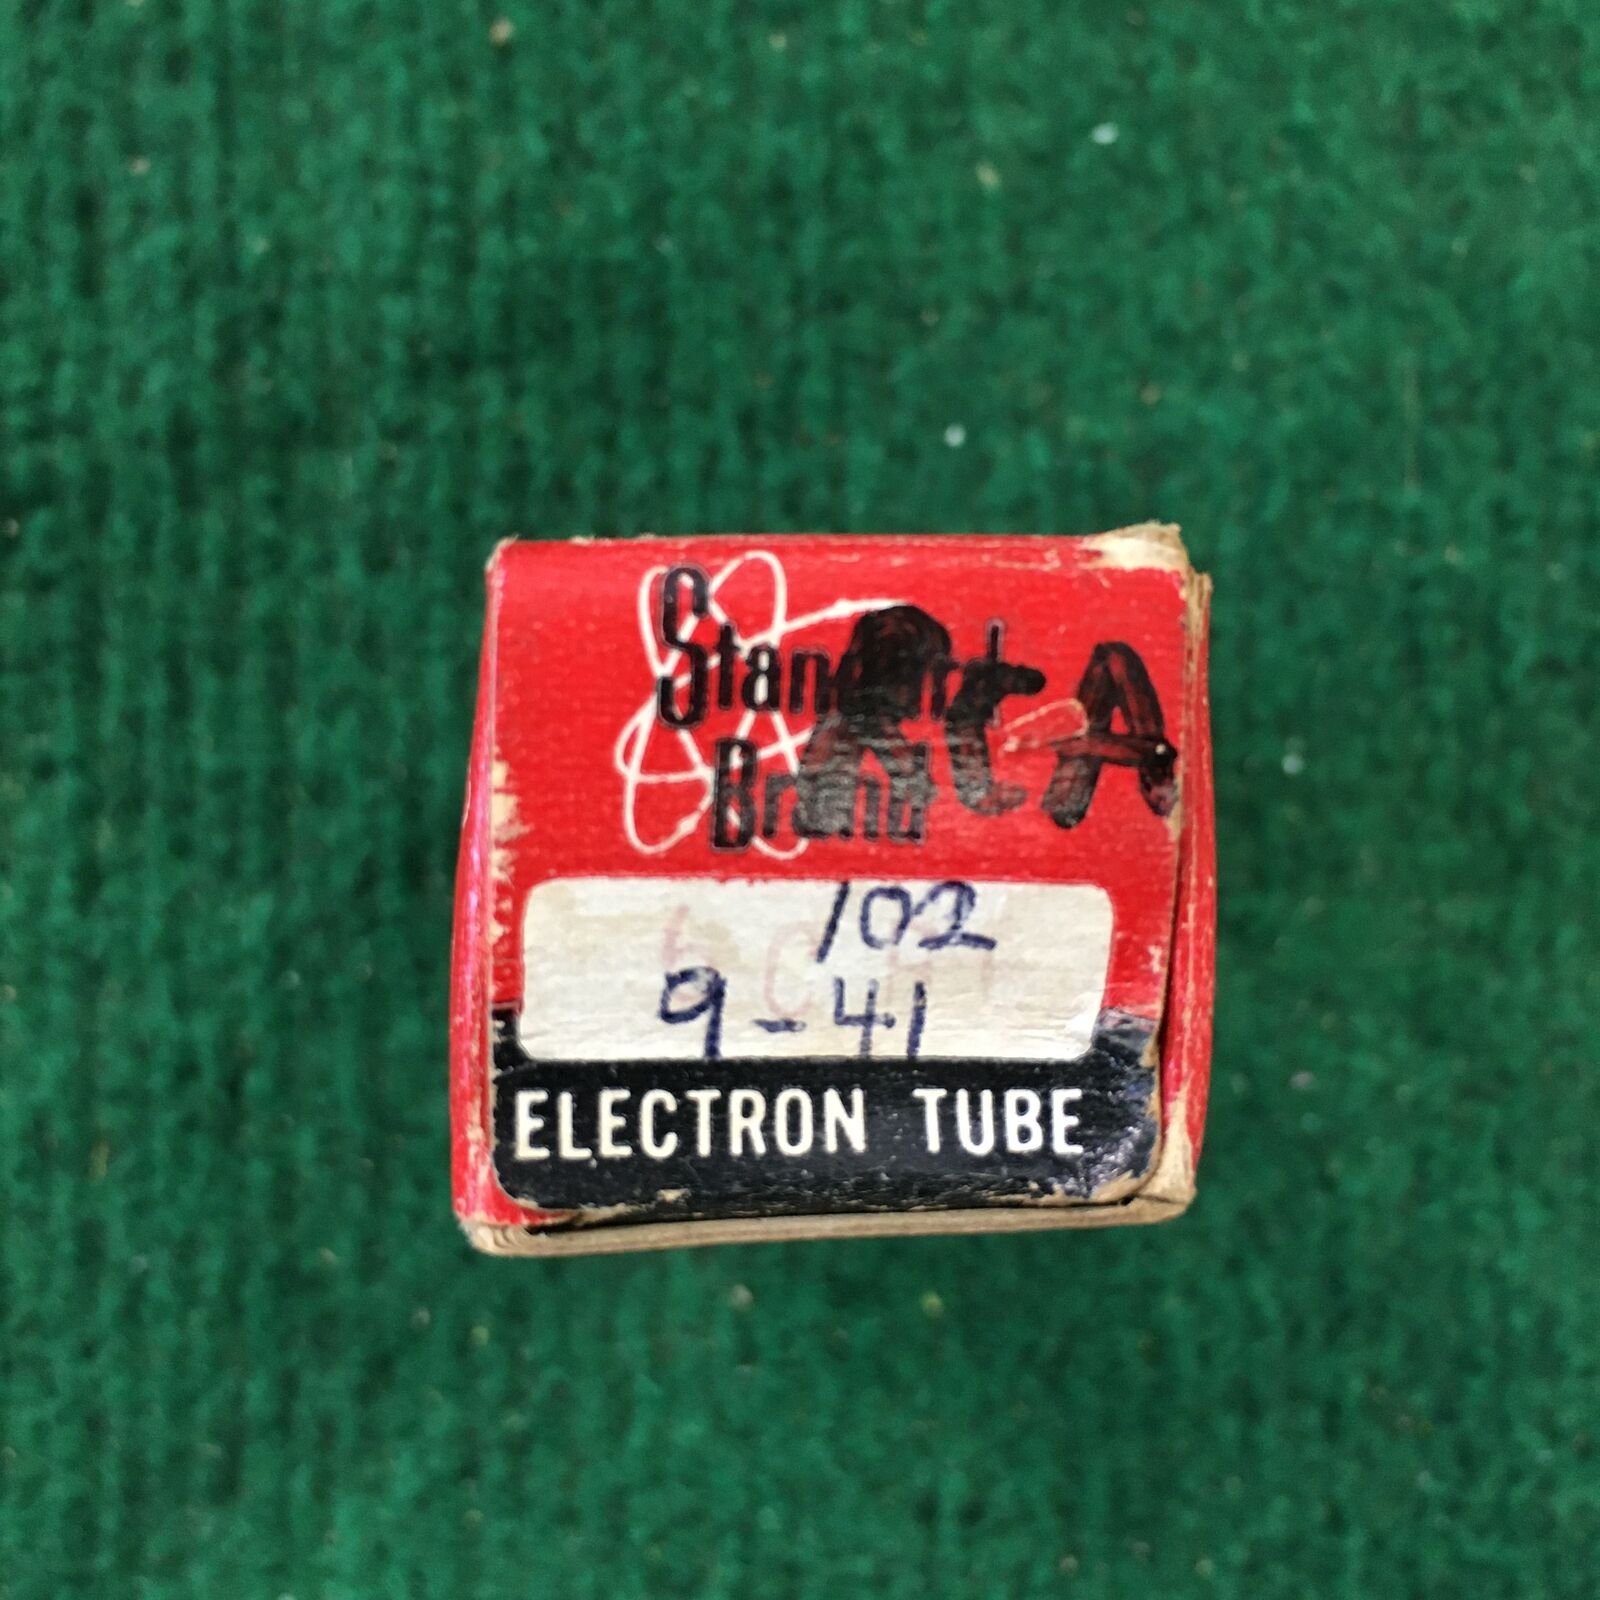 Standard
Brand
RCA
102
9-41
ELECTRON TUBE